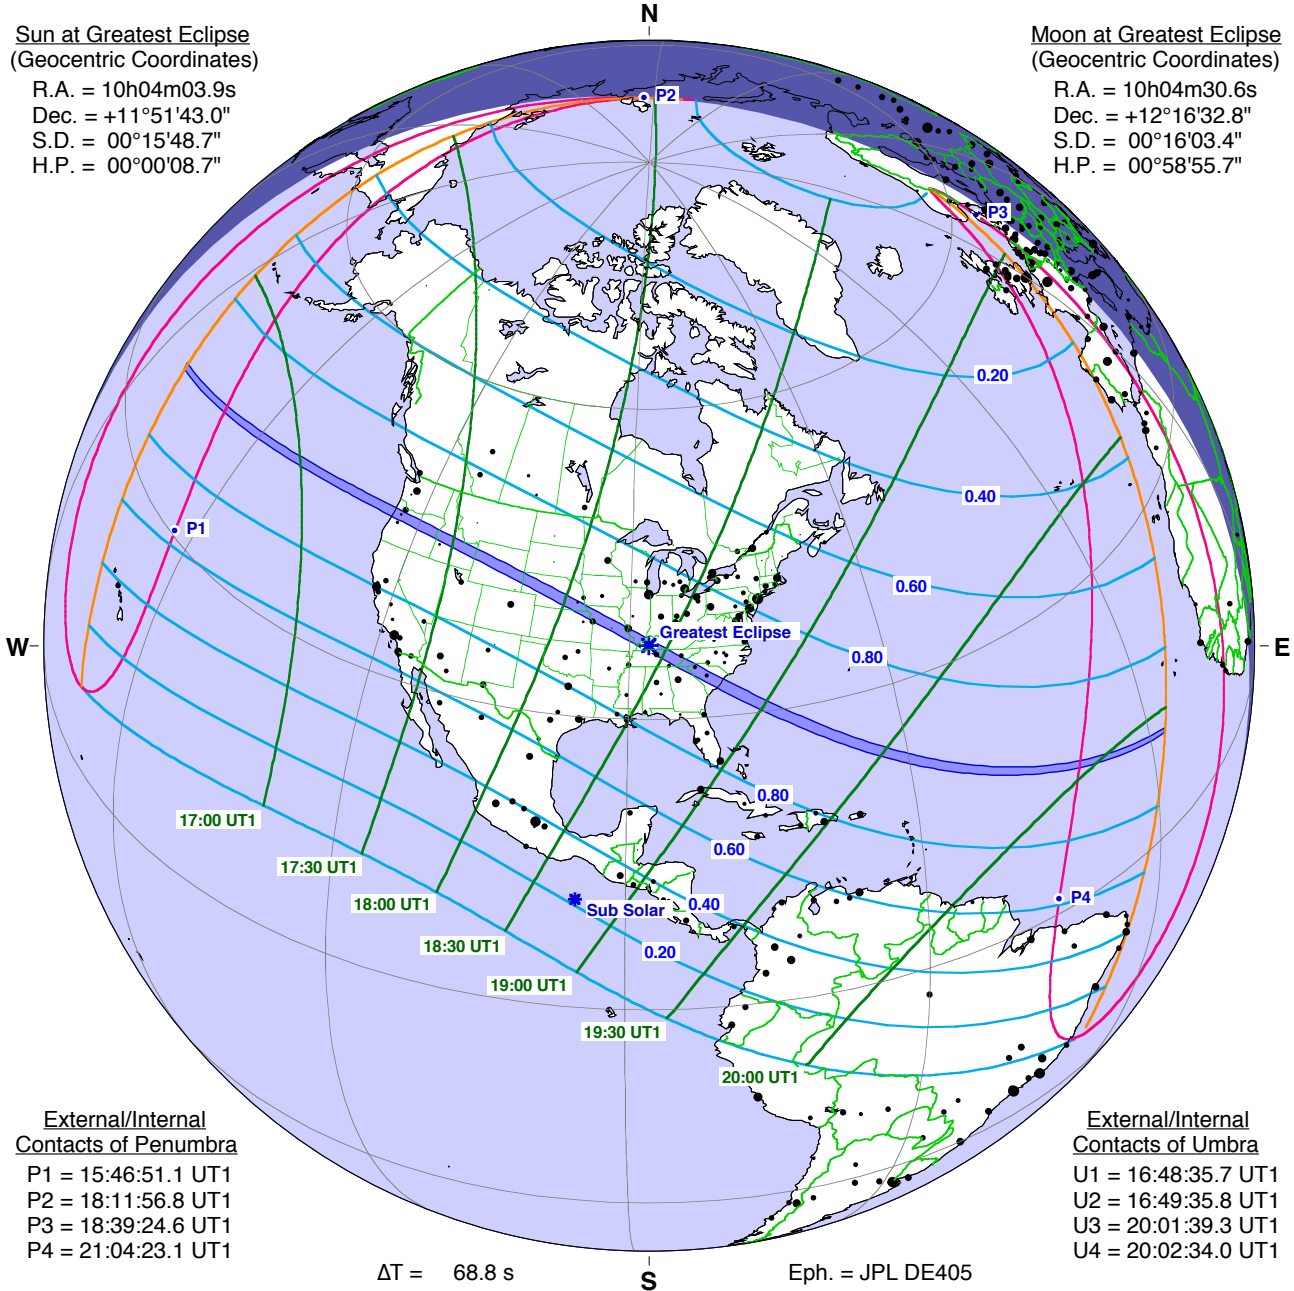 N
Sun at Greatest Eclipse
(Geocentric Coordinates)
R.A. = 10h04m03.9s
Dec. = +11°51'43.0"
S.D. = 00°15'48.7"
H.P. = 00°00'08.7"
Moon at Greatest Eclipse
(Geocentric Coordinates)
R.A. = 10h04m30.6s
Dec. = +12°16'32.8"
S.D. = 00°16'03.4"
H.P. = 00°58'55.7"
P2
P3
0.20
0.40
P1
0.60
Greatest Eclipse
W
E
0.80
0.80
17:00 UT1
0.60
17:30 UT1
P4
18:00 UT1
0.40
Sub Solar
18:30 UT1
0.20
19:00 UT1
19:30 UT1
20:00 UT1
External/Internal
Contacts of Penumbra
P1 = 15:46:51.1 UT1
P2 = 18:11:56.8 UT1
P3 = 18:39:24.6 UT1
P4 = 21:04:23.1 UT1
External/Internal
Contacts of Umbra
U1 = 16:48:35.7 UT1
U2 = 16:49:35.8 UT1
U3 = 20:01:39.3 UT1
U4 = 20:02:34.0 UT1
ΔT = 68.8 s
S
Eph. = JPL DE405